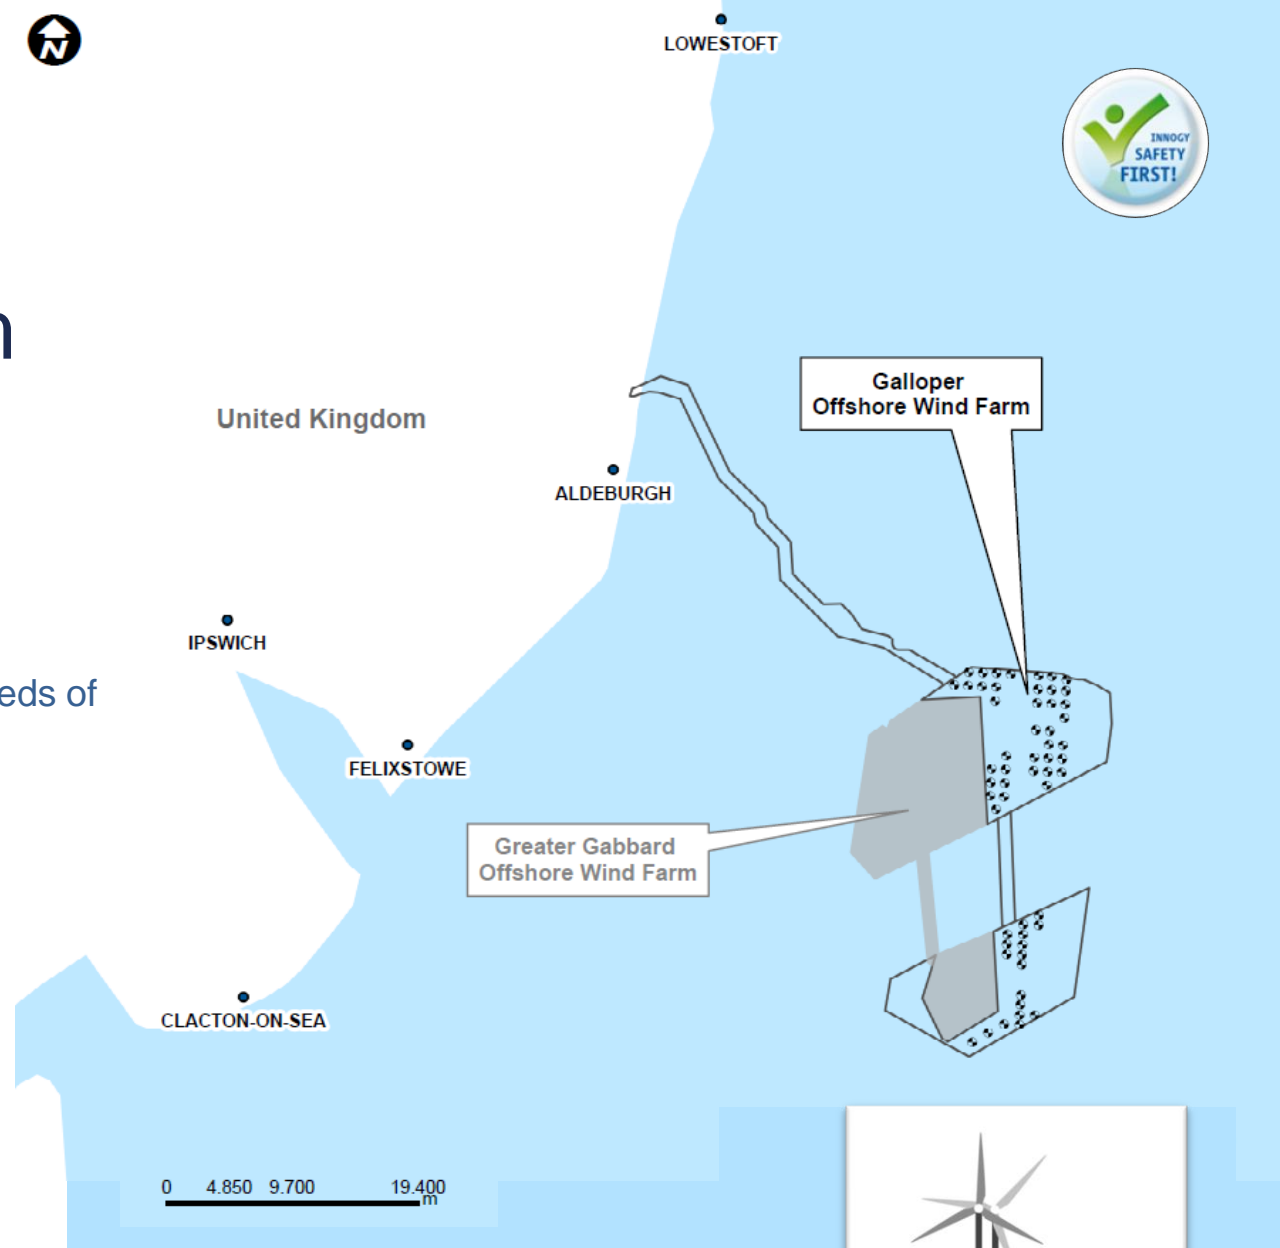 N
LOWESTOFT
INNOGY
SAFETY
FIRST!
n
Galloper
Offshore Wind Farm
United Kingdom
ALDEBURGH
IPSWICH
eds of
FELIXSTOWE
Greater Gabbard
Offshore Wind Farm
CLACTON-ON-SEA
0 4.850 9.700 19.400
m